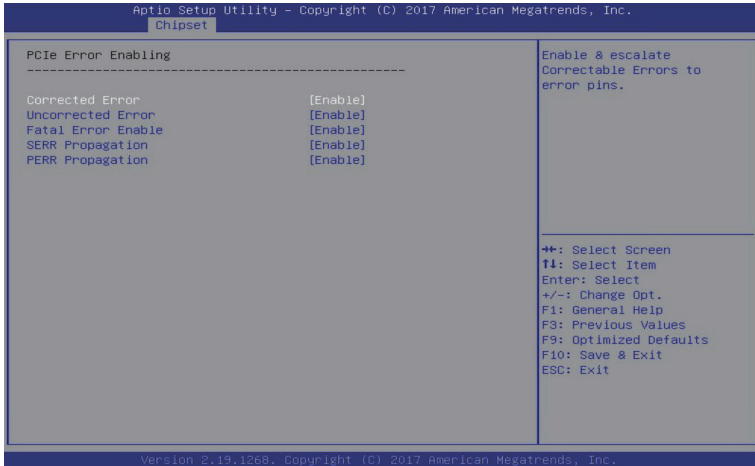 Aptio Setup Utility – Copyright (C) 2017 American Megatrends, Inc.
Chipset
PCIe Error Enabling
--------------------------------------------------
Corrected Error [Enable]
Uncorrected Error [Enable]
Fatal Error Enable [Enable]
SERR Propagation [Enable]
PERR Propagation [Enable]
Enable & escalate
Correctable Errors to
error pins.
→←: Select Screen
↑↓: Select Item
Enter: Select
+/-: Change Opt.
F1: General Help
F3: Previous Values
F9: Optimized Defaults
F10: Save & Exit
ESC: Exit
Version 2.19.1268. Copyright (C) 2017 American Megatrends, Inc.